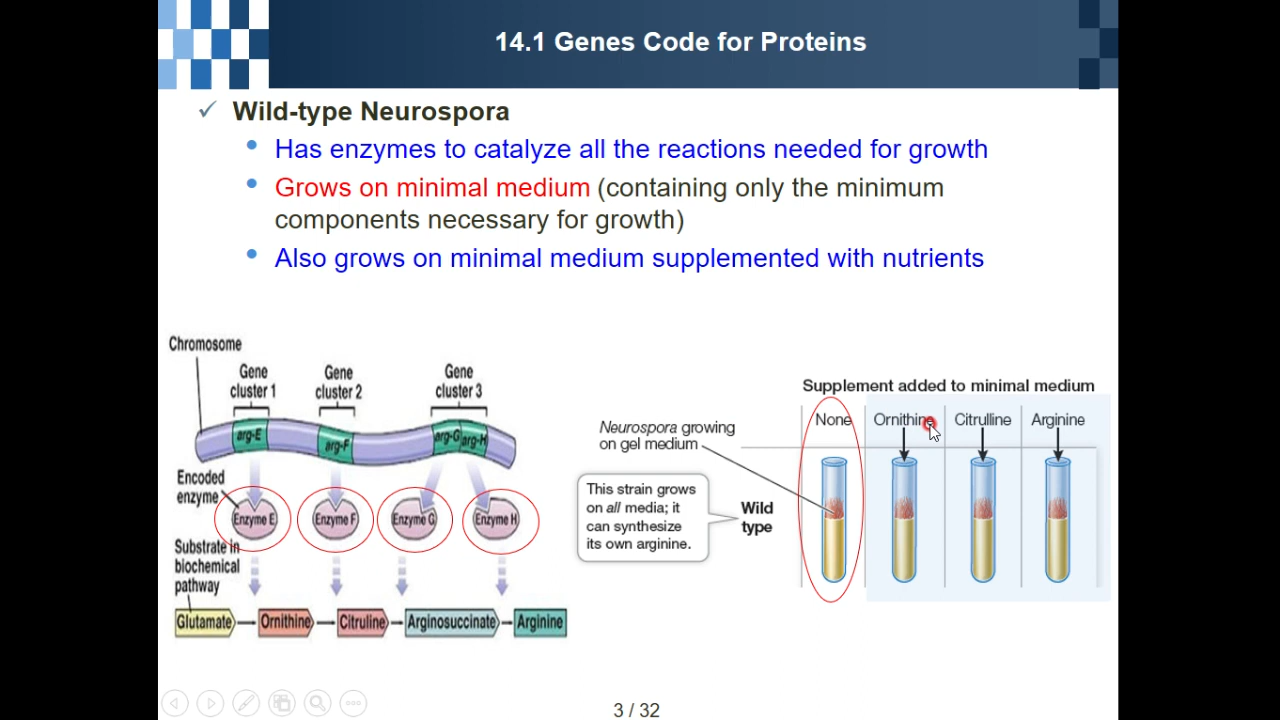 14.1 Genes Code for Proteins
Wild-type Neurospora
Has enzymes to catalyze all the reactions needed for growth
Grows on minimal medium (containing only the minimum
components necessary for growth)
Also grows on minimal medium supplemented with nutrients
Chromosome
Gene
cluster 1
Gene
cluster 2
Gene
cluster 3
arg-E
arg-F
arg-G
arg-H
Encoded
enzyme
Enzyme E
Enzyme F
Enzyme G
Enzyme H
Substrate in
biochemical
pathway
Glutamate
Ornithine
Citruline
Arginosuccinate
Arginine
Supplement added to minimal medium
None
Ornithine
Citrulline
Arginine
Neurospora growing
on gel medium
This strain grows
on all media; it
can synthesize
its own arginine.
Wild
type
3 / 32